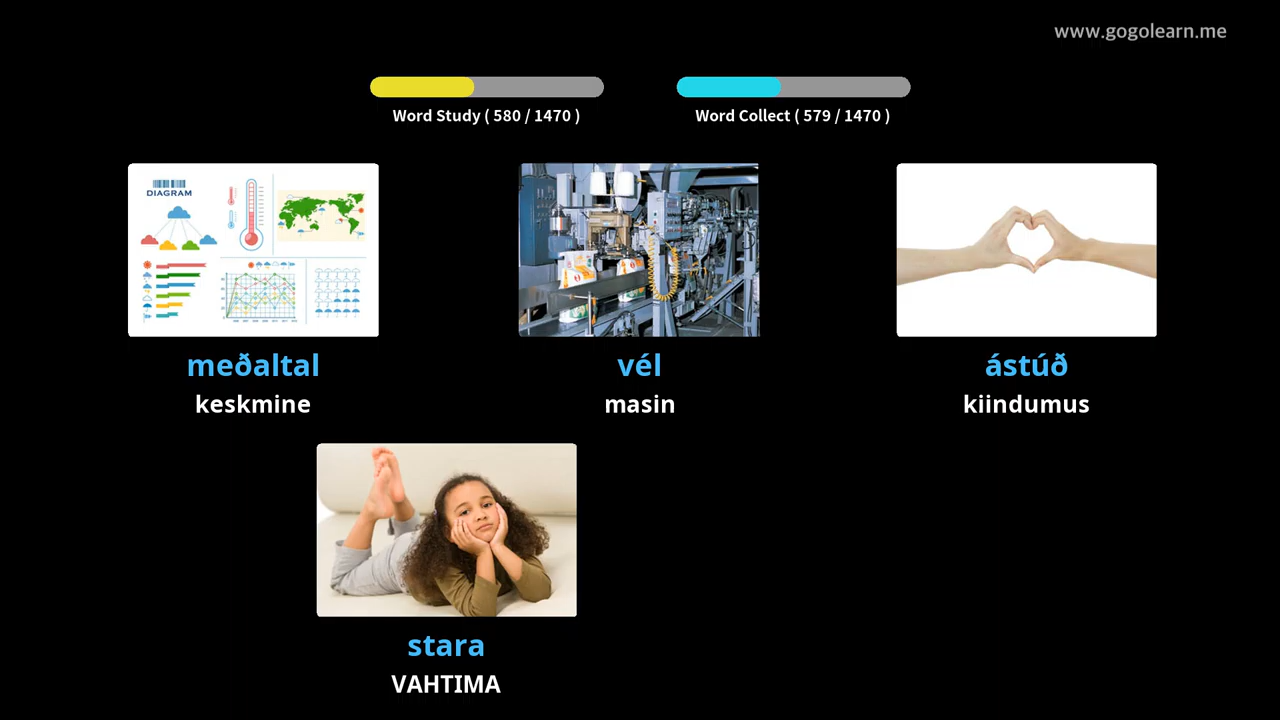 www.gogolearn.me
Word Study ( 580 / 1470 )
Word Collect ( 579 / 1470 )
DIAGRAM
meðaltal
vél
ástúð
keskmine
masin
kiindumus
stara
VAHTIMA